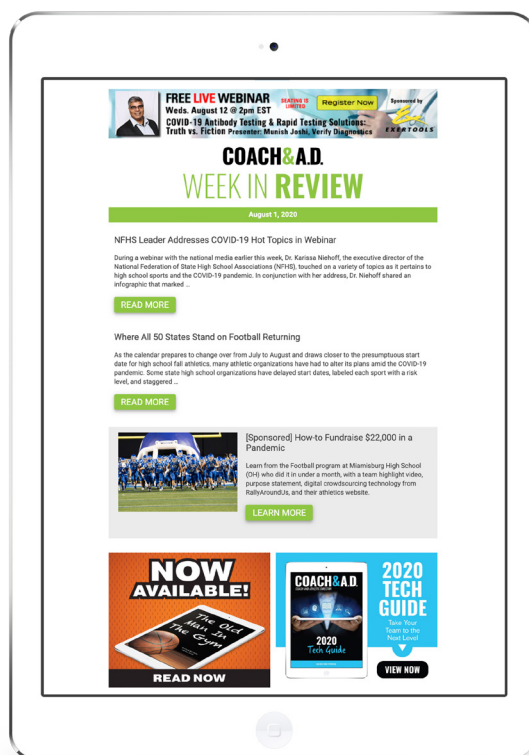 FREE LIVE WEBINAR
Weds. August 12 @ 2pm EST
SEATING IS
LIMITED
Register Now
Sponsored by
COVID-19 Antibody Testing & Rapid Testing Solutions:
Truth vs. Fiction Presenter: Munish Joshi, Verify Diagnostics
EXERTOOLS
COACH&A.D.
WEEK IN REVIEW
August 1, 2020
NFHS Leader Addresses COVID-19 Hot Topics in Webinar
During a webinar with the national media earlier this week, Dr. Karissa Niehoff, the executive director of the
National Federation of State High School Associations (NFHS), touched on a variety of topics as it pertains to
high school sports and the COVID-19 pandemic. In conjunction with her address, Dr. Niehoff shared an
infographic that marked ...
READ MORE
Where All 50 States Stand on Football Returning
As the calendar prepares to change over from July to August and draws closer to the presumptuous start
date for high school fall athletics, many athletic organizations have had to alter its plans amid the COVID-19
pandemic. Some state high school organizations have delayed start dates, labeled each sport with a risk
level, and staggered ...
READ MORE
[Sponsored] How-to Fundraise $22,000 in a
Pandemic
Learn from the Football program at Miamisburg High School
(OH) who did it in under a month, with a team highlight video,
purpose statement, digital crowdsourcing technology from
RallyAroundUs, and their athletics website.
LEARN MORE
NOW
AVAILABLE!
The Old
Man In
The Gym
READ NOW
COACH&A.D.
2020
Tech Guide
2020
TECH
GUIDE
Take Your
Team to the
Next Level
VIEW NOW